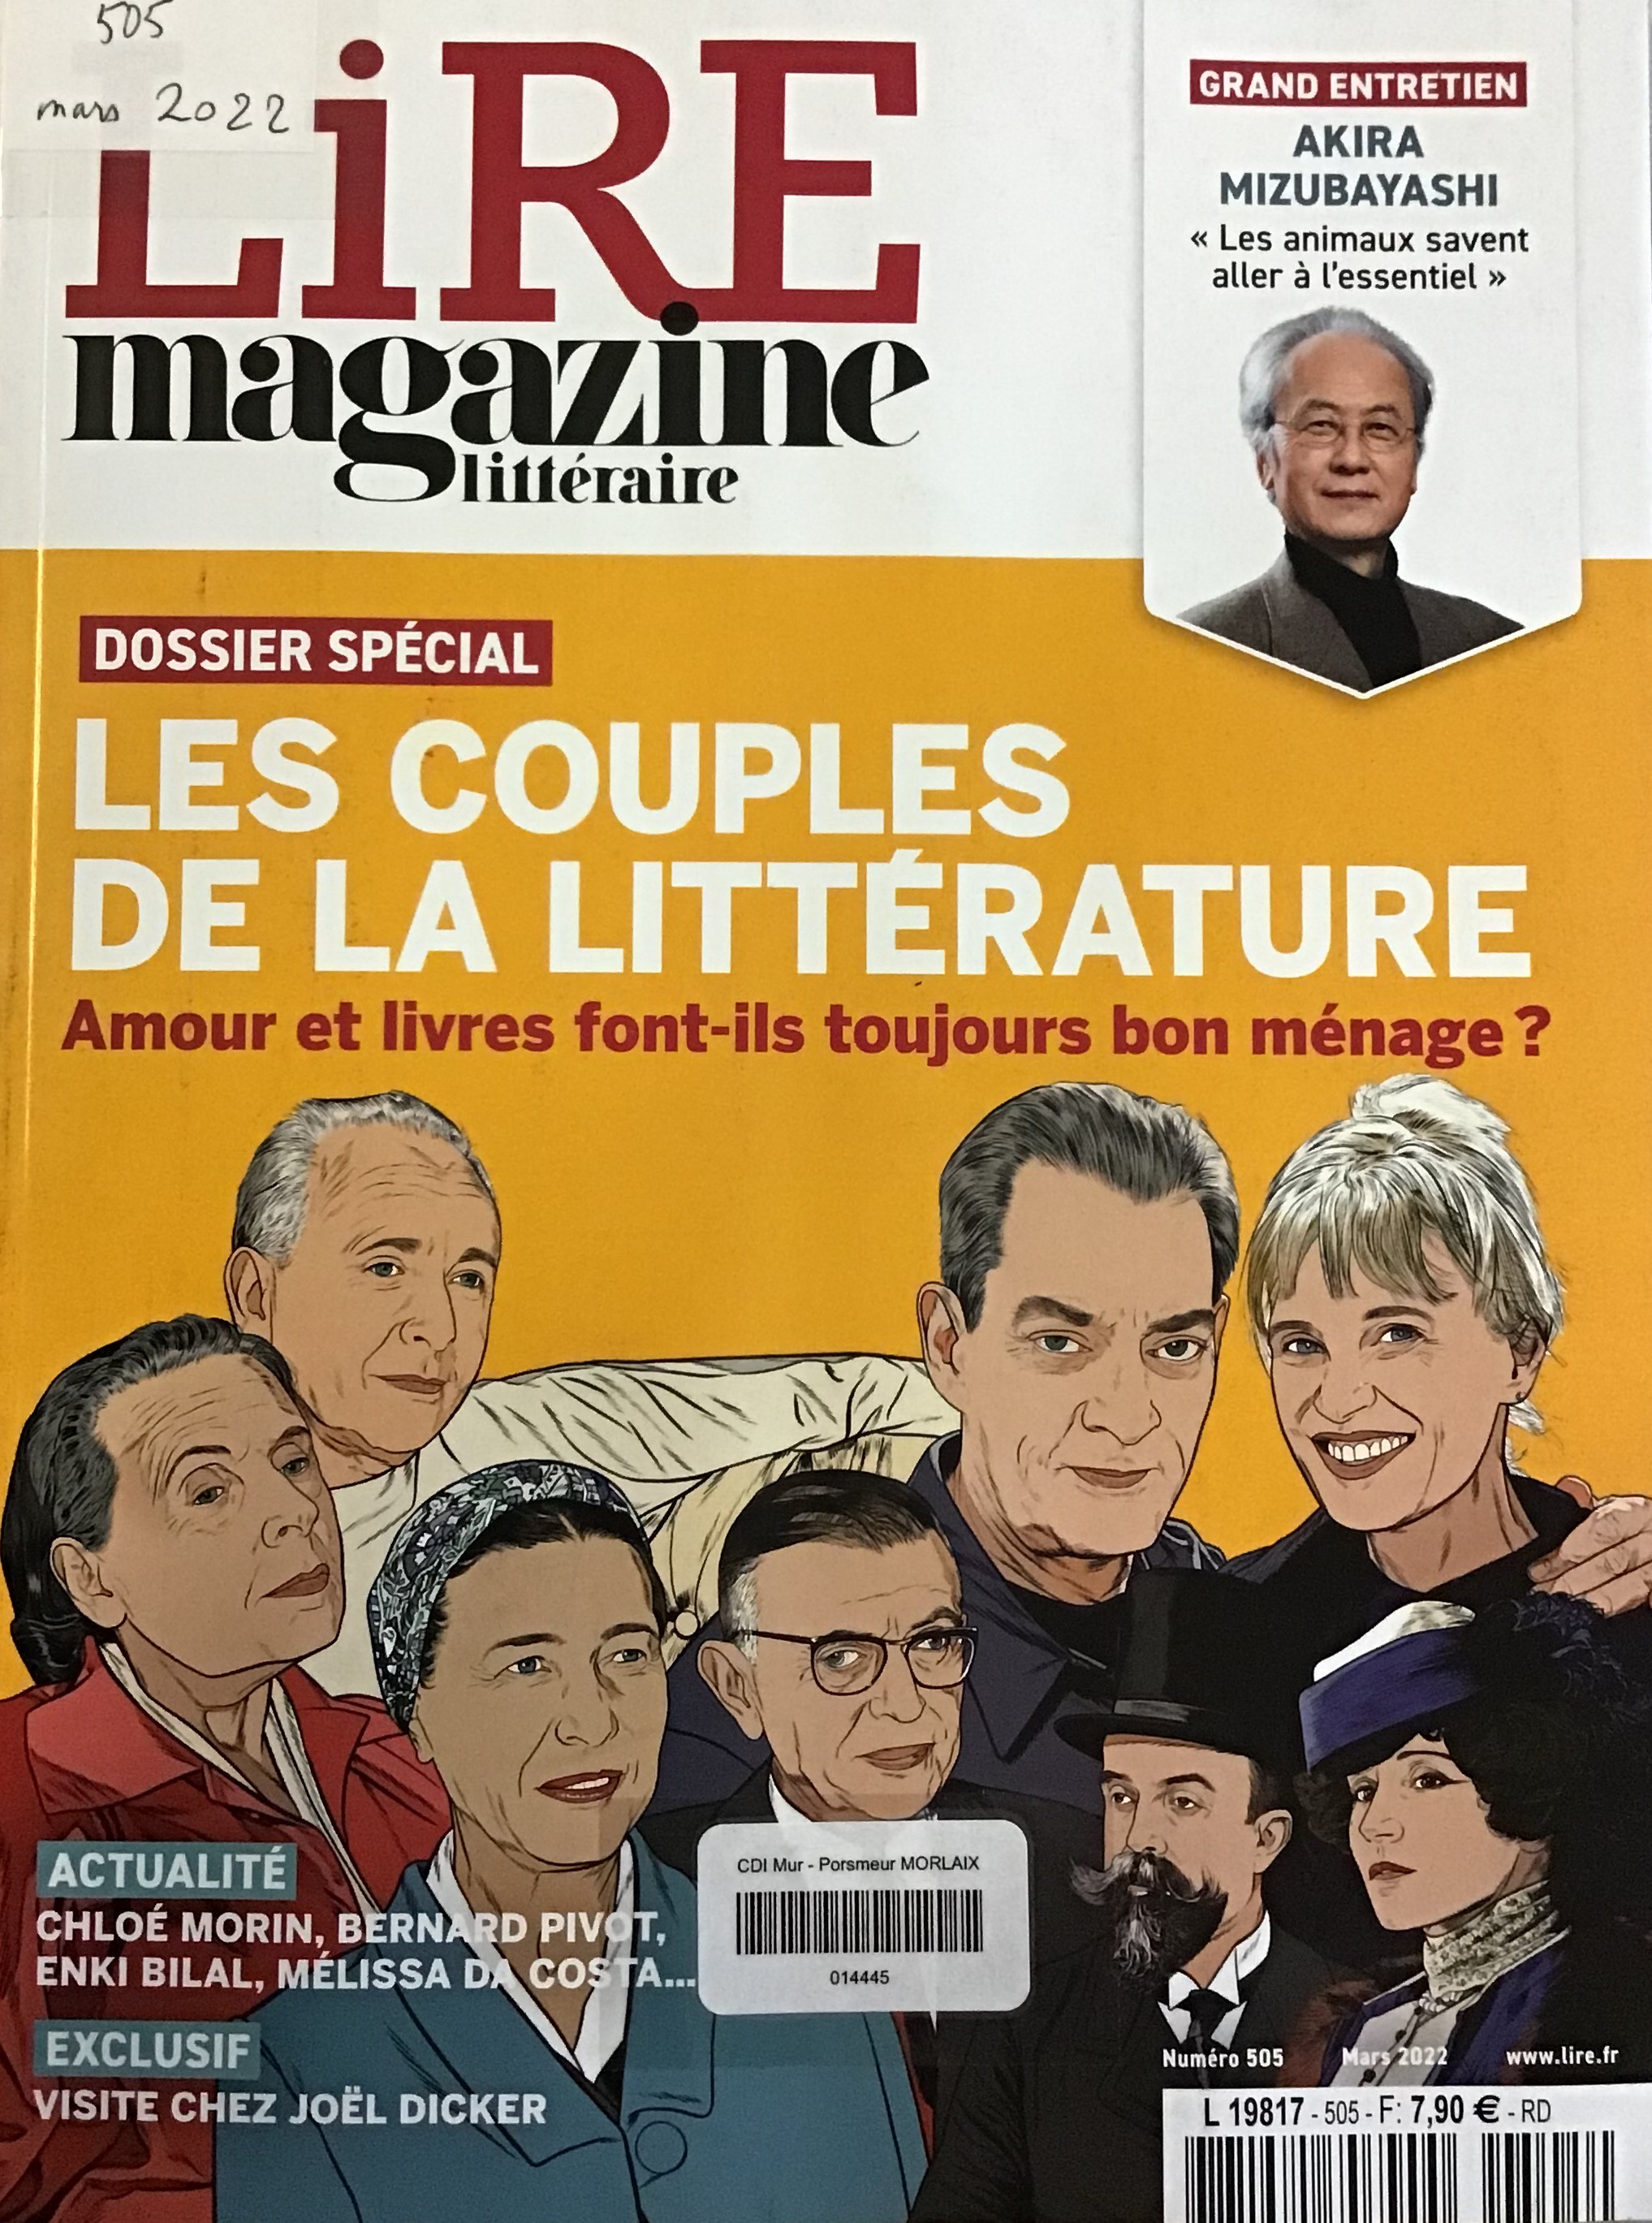 505
mars 2022
LiRE
magazine
littéraire
GRAND ENTRETIEN
AKIRA
MIZUBAYASHI
« Les animaux savent
aller à l'essentiel »
DOSSIER SPÉCIAL
LES COUPLES
DE LA LITTÉRATURE
Amour et livres font-ils toujours bon ménage ?
ACTUALITÉ
CHLOÉ MORIN, BERNARD PIVOT,
ENKI BILAL, MÉLISSA DA COSTA...
EXCLUSIF
VISITE CHEZ JOËL DICKER
CDI Mur - Porsmeur MORLAIX
014445
Numéro 505 Mars 2022 www.lire.fr
L 19817 - 505 - F: 7,90 € - RD